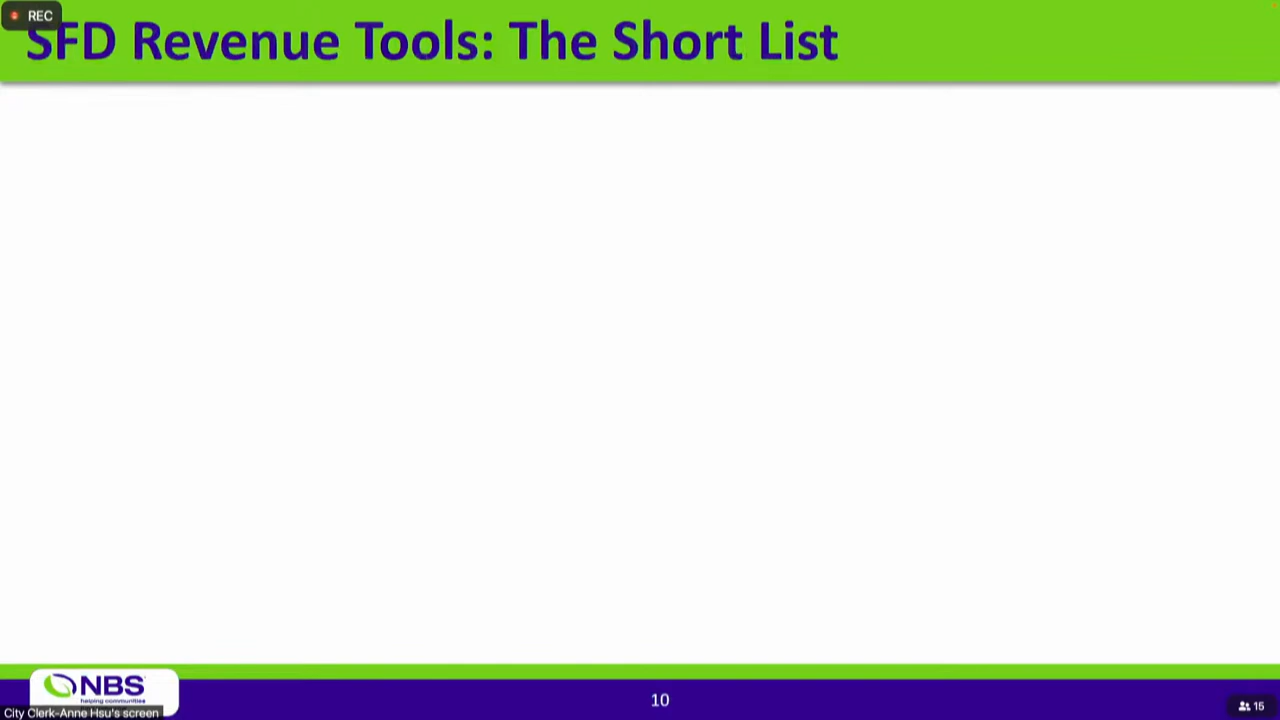 REC
SFD Revenue Tools: The Short List
NBS
helping communities
10
City Clerk-Anne Hsu's screen
15